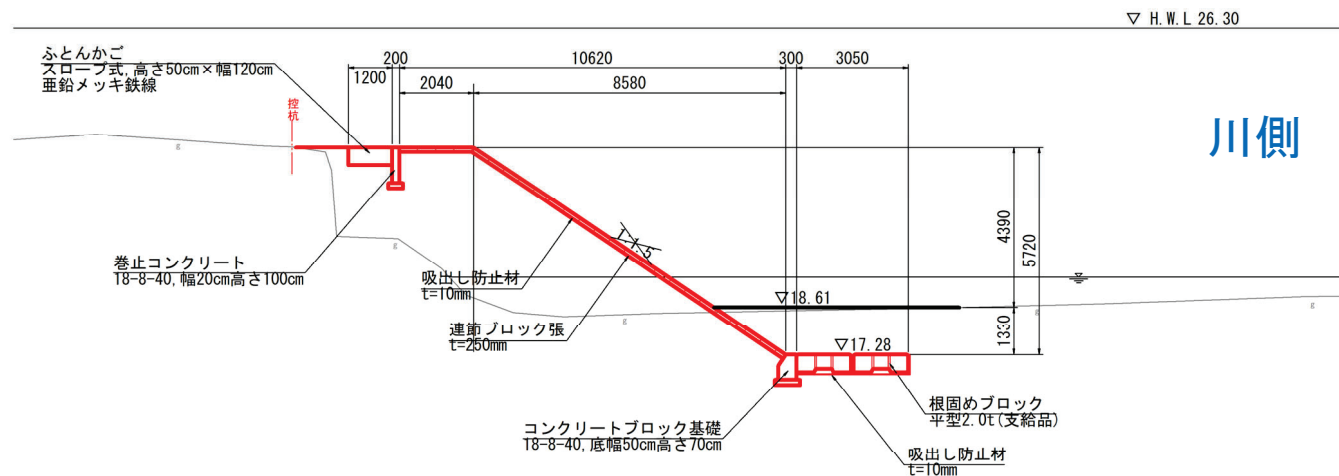 ▽ H.W.L 26.30
ふとんかご
スロープ式,高さ50cm×幅120cm
亜鉛メッキ鉄線
200
10620
300
3050
1200
2040
8580
控杭
川側
g
g
g
g
g
4390
5720
1:1.5
巻止コンクリート
18-8-40,幅20cm高さ100cm
吸出し防止材
t=10mm
▽18.61
連節ブロック張
t=250mm
1330
▽17.28
根固めブロック
平型2.0t(支給品)
コンクリートブロック基礎
18-8-40,底幅50cm高さ70cm
吸出し防止材
t=10mm